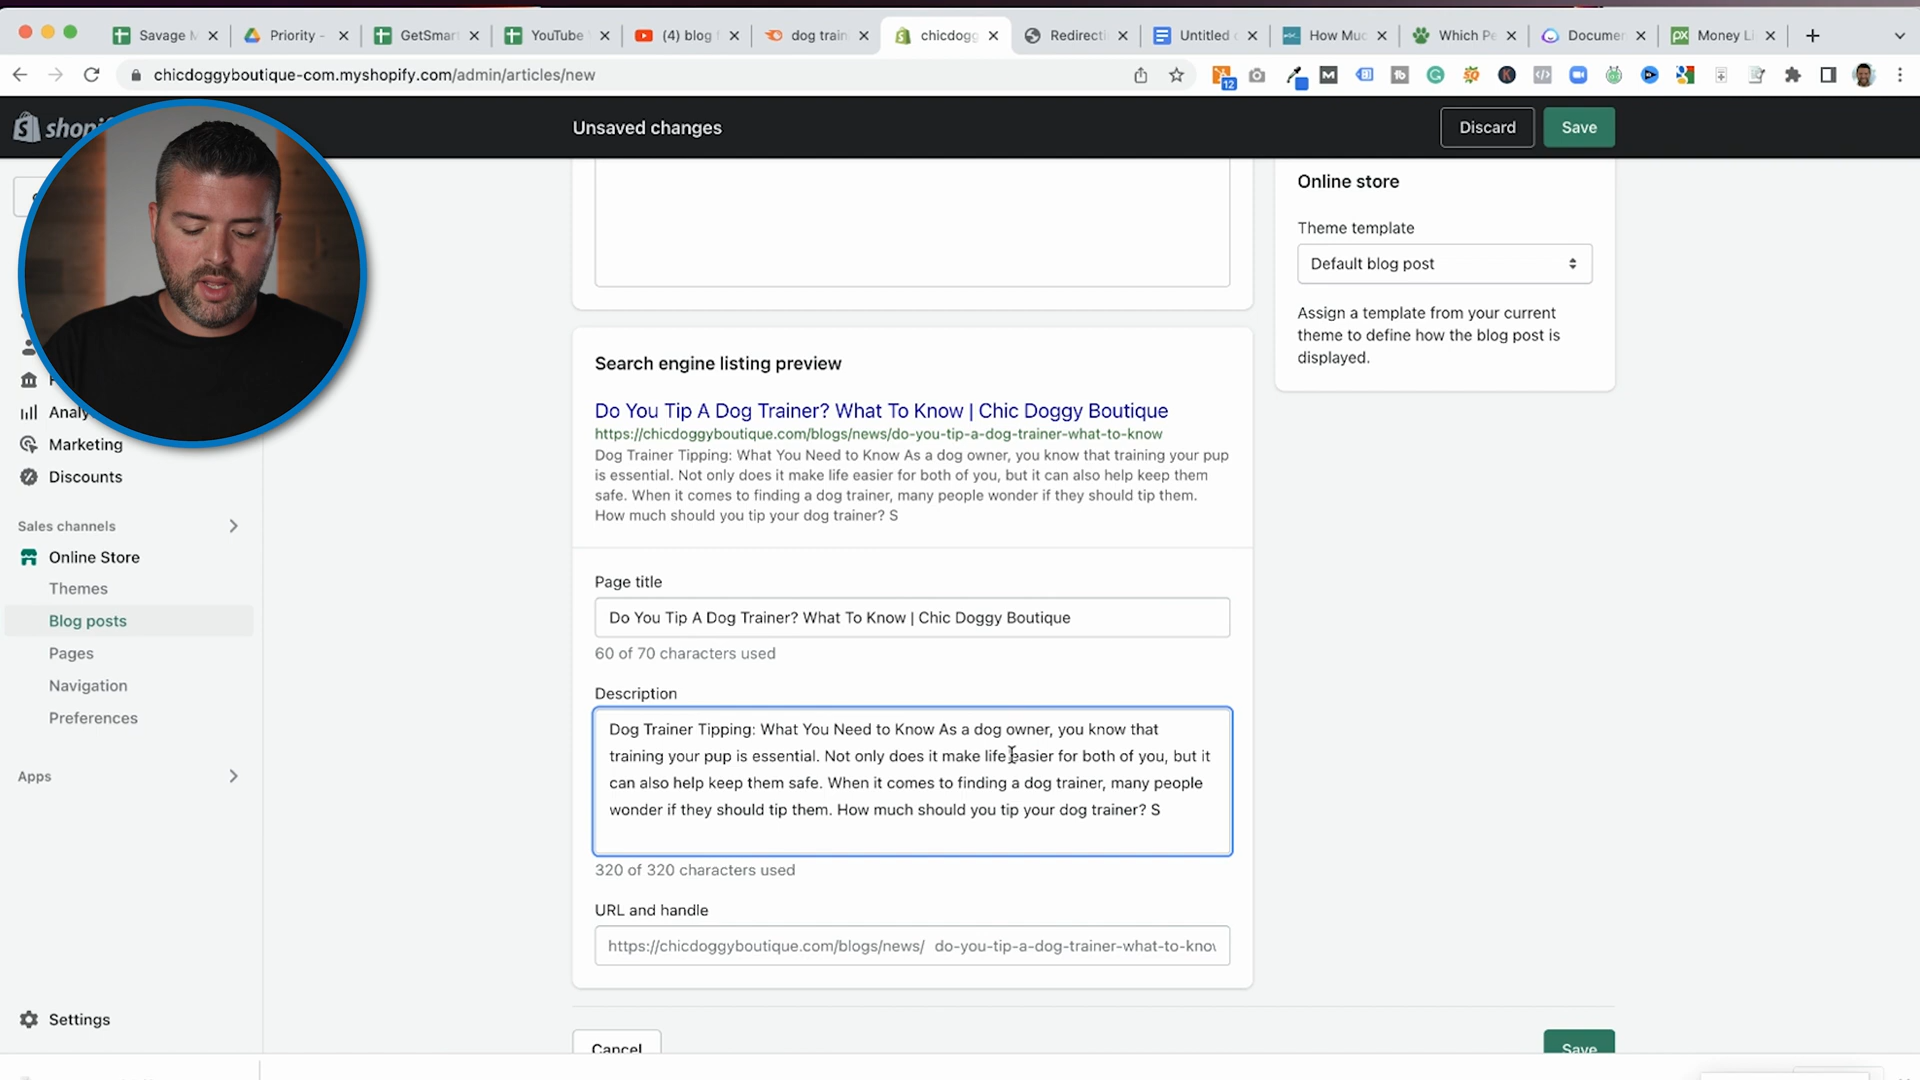 Savage M
Priority -
GetSmar
YouTube
(4) blog f
dog train
chicdogg
Redirecti
Untitled
How Muc
Which Pe
Documen
Money Li
chicdoggyboutique-com.myshopify.com/admin/articles/new
12
shopif
Unsaved changes
Discard
Save
Online store
Theme template
Default blog post
Assign a template from your current
theme to define how the blog post is
displayed.
Search engine listing preview
Do You Tip A Dog Trainer? What To Know | Chic Doggy Boutique
https://chicdoggyboutique.com/blogs/news/do-you-tip-a-dog-trainer-what-to-know
Dog Trainer Tipping: What You Need to Know As a dog owner, you know that training your pup
is essential. Not only does it make life easier for both of you, but it can also help keep them
safe. When it comes to finding a dog trainer, many people wonder if they should tip them.
How much should you tip your dog trainer? S
Page title
Do You Tip A Dog Trainer? What To Know | Chic Doggy Boutique
60 of 70 characters used
Description
Dog Trainer Tipping: What You Need to Know As a dog owner, you know that
training your pup is essential. Not only does it make life easier for both of you, but it
can also help keep them safe. When it comes to finding a dog trainer, many people
wonder if they should tip them. How much should you tip your dog trainer? S
320 of 320 characters used
URL and handle
https://chicdoggyboutique.com/blogs/news/ do-you-tip-a-dog-trainer-what-to-know
Cancel
Save
Analy
Marketing
Discounts
Sales channels
Online Store
Themes
Blog posts
Pages
Navigation
Preferences
Apps
Settings